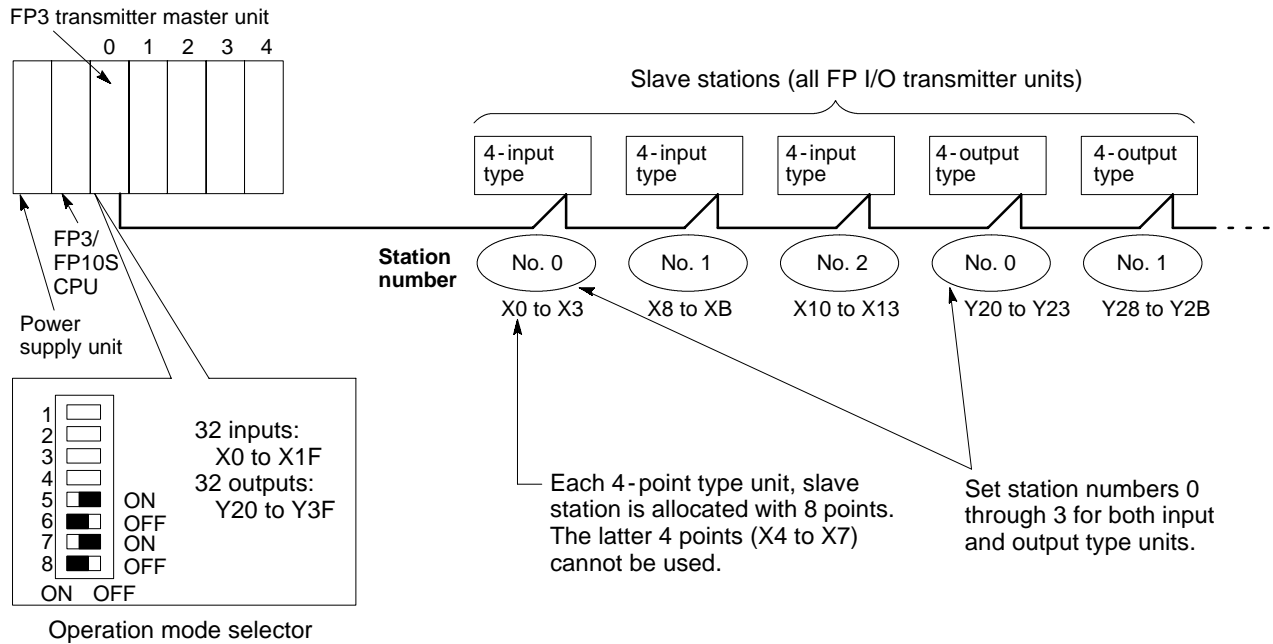 FP3 transmitter master unit
0 1 2 3 4
Slave stations (all FP I/O transmitter units)
4-input
type
4-input
type
4-input
type
4-output
type
4-output
type
FP3/
FP10S
CPU
Power
supply unit
Station
number
No. 0
No. 1
No. 2
No. 0
No. 1
X0 to X3
X8 to XB
X10 to X13
Y20 to Y23
Y28 to Y2B
1
2
3
4
5 ON
6 OFF
7 ON
8 OFF
ON OFF
32 inputs:
X0 to X1F
32 outputs:
Y20 to Y3F
Operation mode selector
Each 4-point type unit, slave
station is allocated with 8 points.
The latter 4 points (X4 to X7)
cannot be used.
Set station numbers 0
through 3 for both input
and output type units.